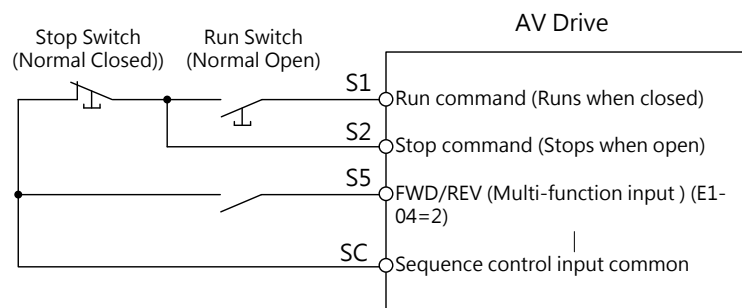 AV Drive
Stop Switch
(Normal Closed))
Run Switch
(Normal Open)
S1
Run command (Runs when closed)
S2
Stop command (Stops when open)
S5
FWD/REV (Multi-function input ) (E1-
04=2)
SC
Sequence control input common